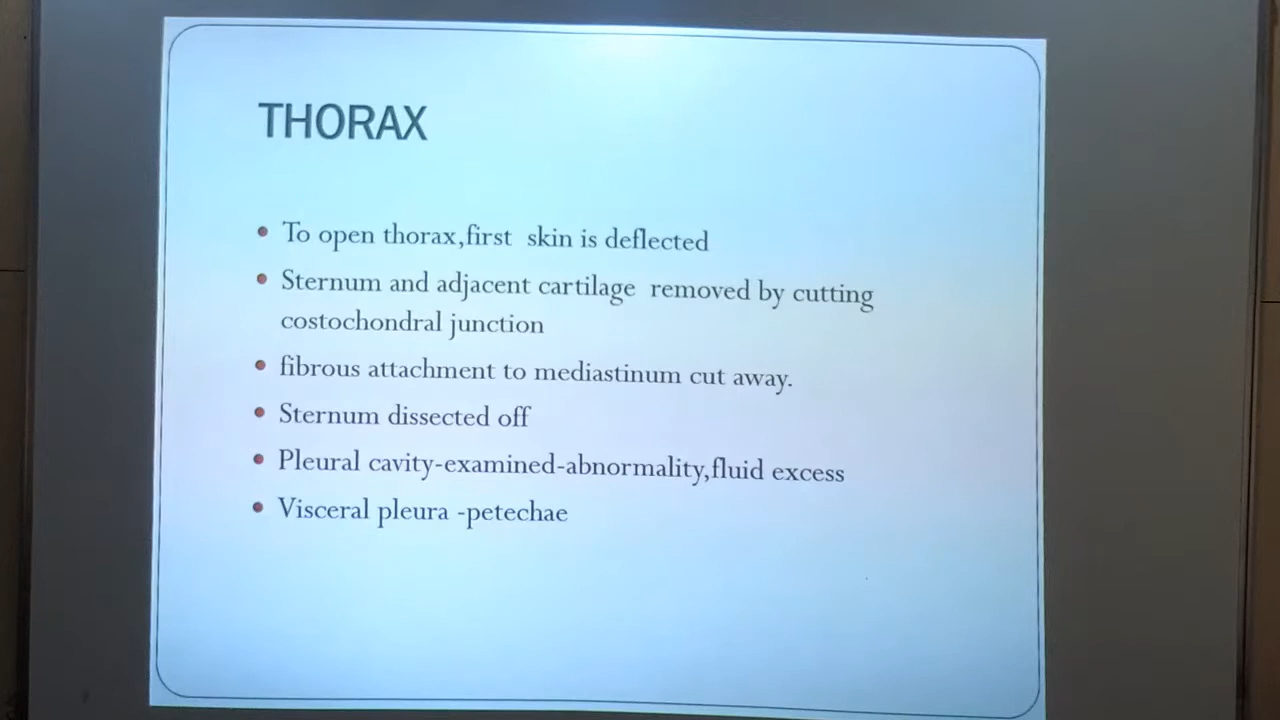 THORAX
To open thorax,first skin is deflected
Sternum and adjacent cartilage removed by cutting
costochondral junction
fibrous attachment to mediastinum cut away.
Sternum dissected off
Pleural cavity-examined-abnormality,fluid excess
Visceral pleura -petechae